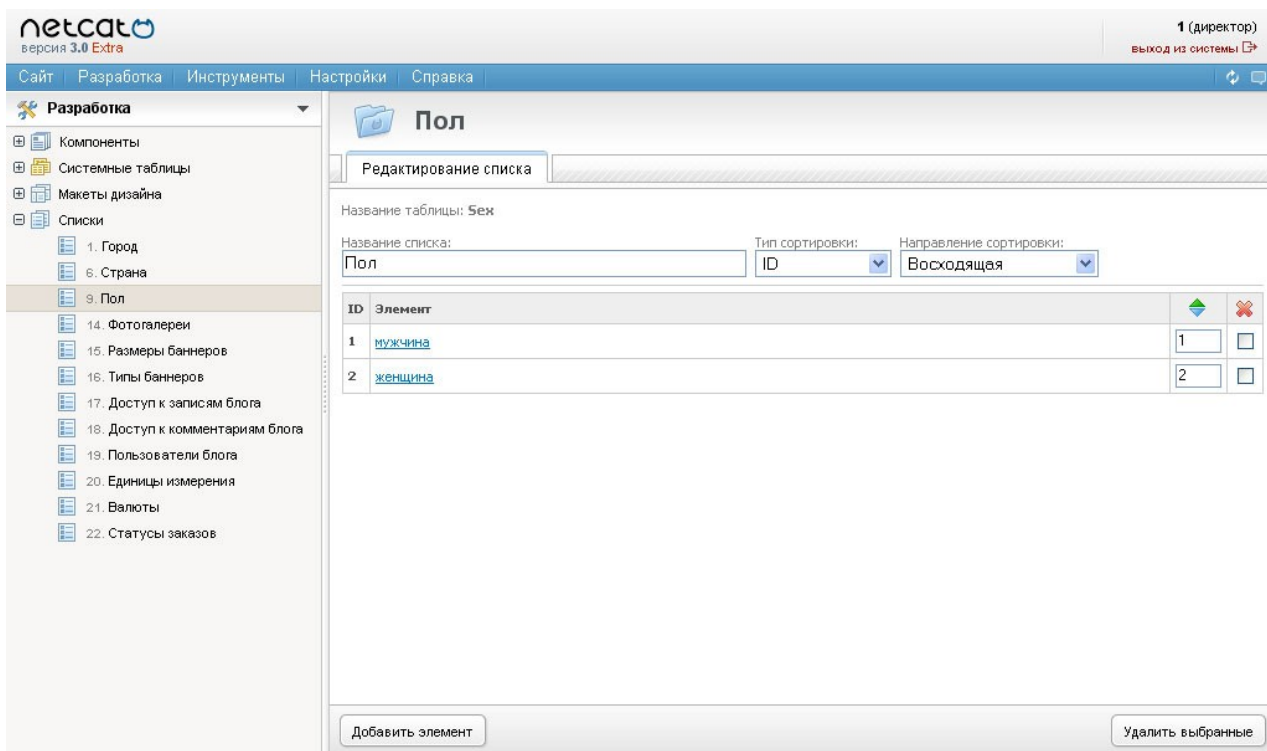 netcat
версия 3.0 Extra
1 (директор)
выход из системы
Сайт Разработка Инструменты Настройки Справка
Разработка
Компоненты
Системные таблицы
Макеты дизайна
Списки
1. Город
6. Страна
9. Пол
14. Фотогалереи
15. Размеры баннеров
16. Типы баннеров
17. Доступ к записям блога
18. Доступ к комментариям блога
19. Пользователи блога
20. Единицы измерения
21. Валюты
22. Статусы заказов
Пол
Редактирование списка
Название таблицы: Sex
Название списка: Тип сортировки: Направление сортировки:
Пол ID Восходящая
ID Элемент
1 мужчина 1
2 женщина 2
Добавить элемент Удалить выбранные